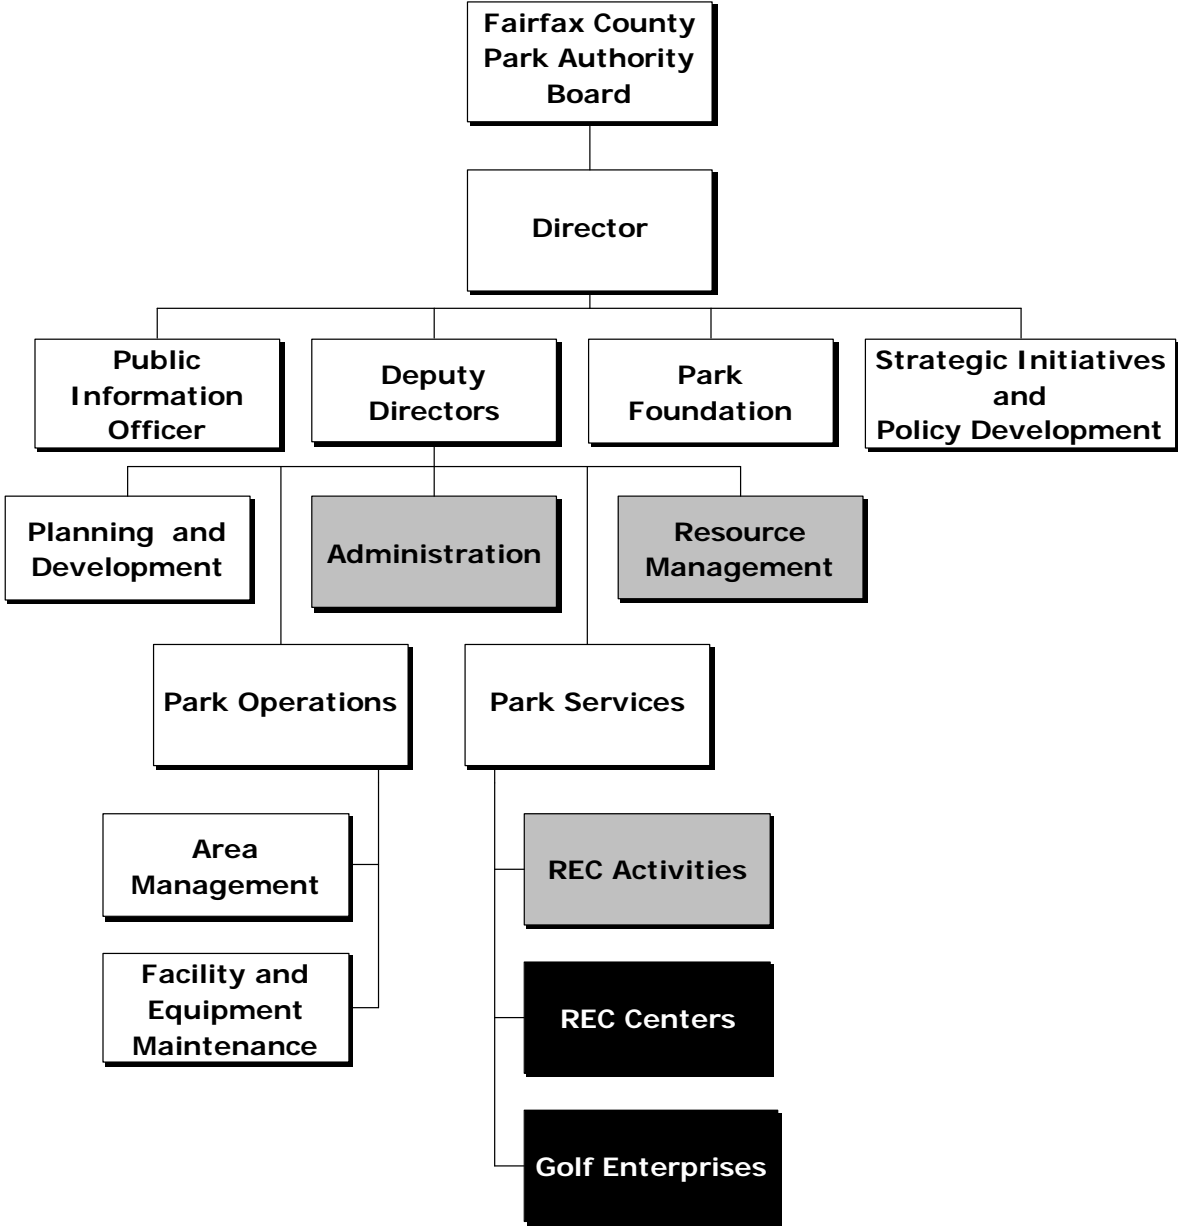 Fairfax County
Park Authority
Board
Director
Public
Information
Officer
Deputy
Directors
Park
Foundation
Strategic Initiatives
and
Policy Development
Planning and
Development
Administration
Resource
Management
Park Operations
Park Services
Area
Management
REC Activities
Facility and
Equipment
Maintenance
REC Centers
Golf Enterprises